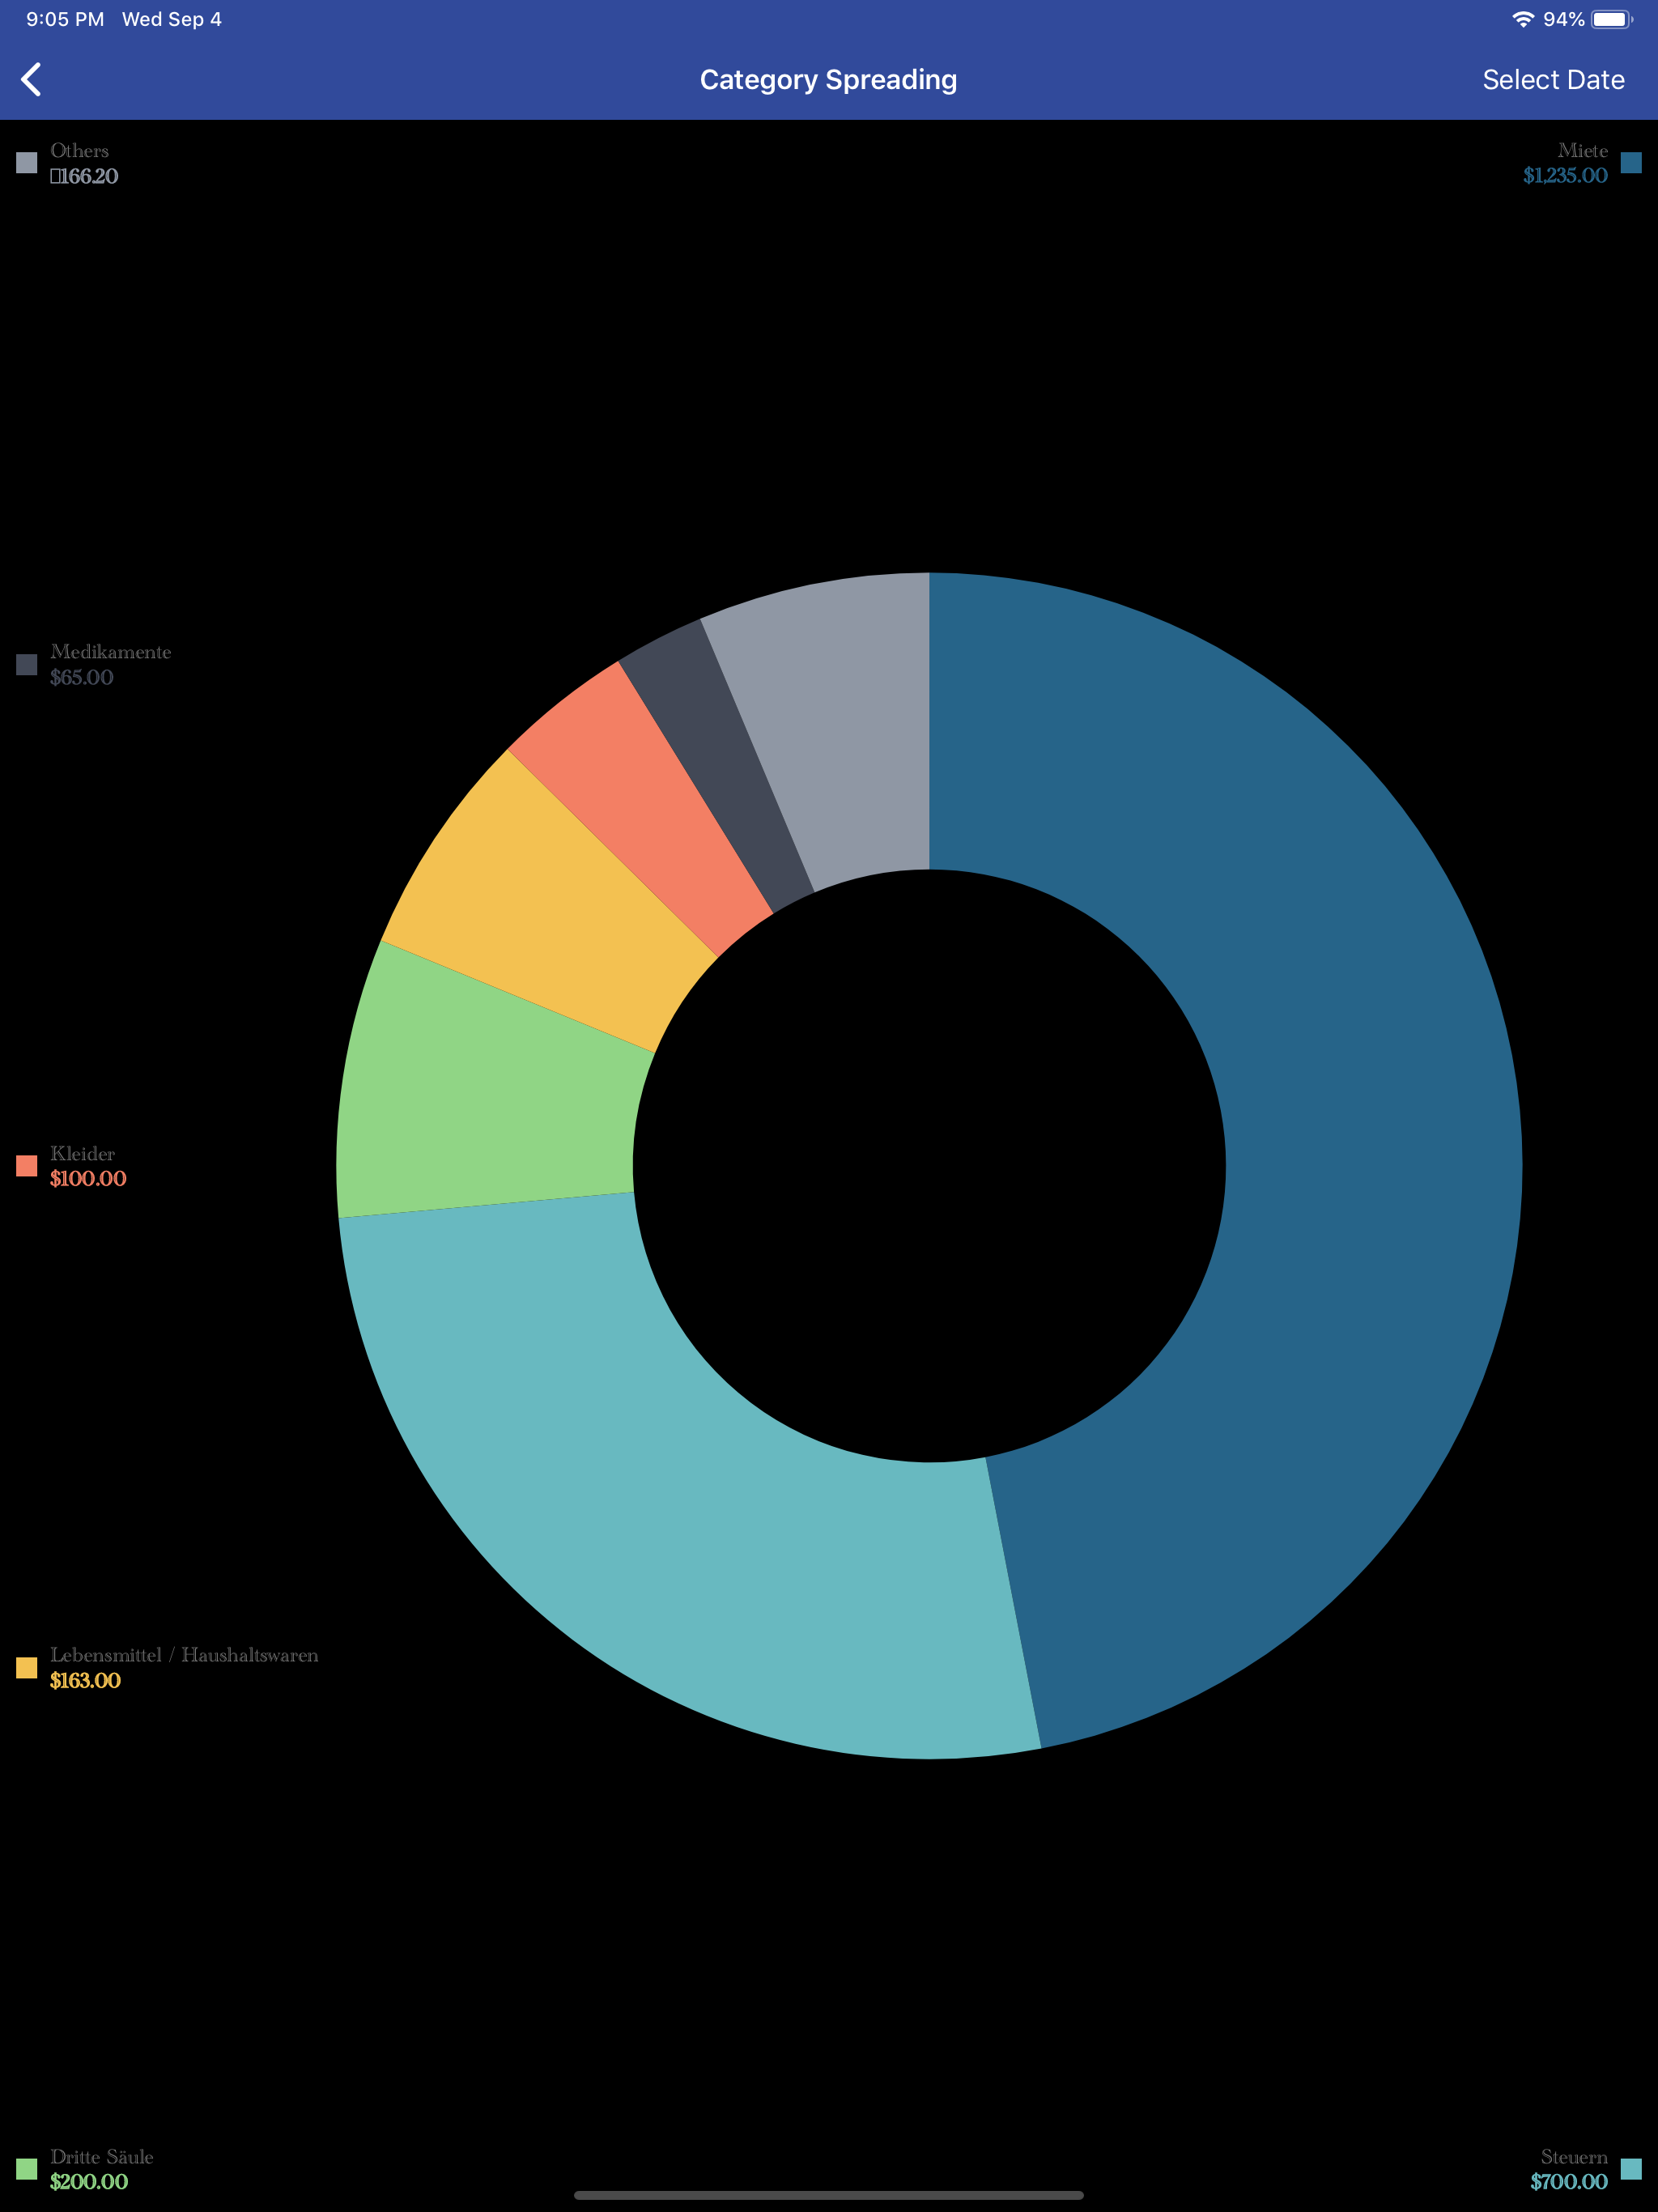 9:05 PM Wed Sep 4
94%
Category Spreading
Select Date
Others
▯166.20
Miete
$1,235.00
Medikamente
$65.00
Kleider
$100.00
Lebensmittel / Haushaltswaren
$163.00
Dritte Säule
$200.00
Steuern
$700.00